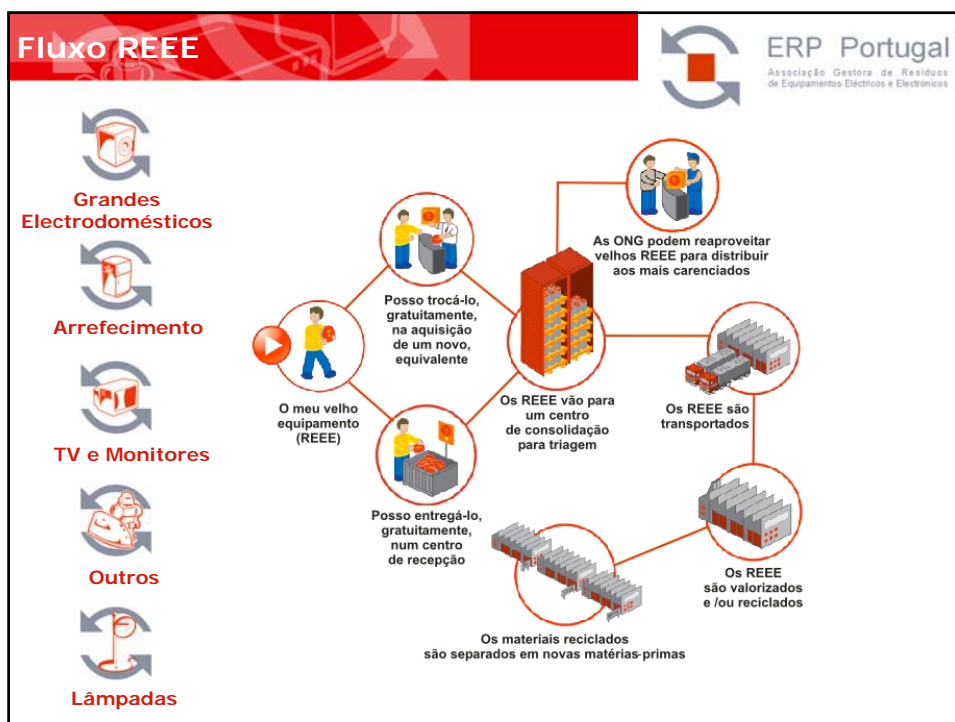 Fluxo REEE
ERP Portugal
Associação Gestora de Resíduos
de Equipamentos Eléctricos e Electrónicos
Grandes
Electrodomésticos
Arrefecimento
TV e Monitores
Outros
Lâmpadas
O meu velho
equipamento
(REEE)
Posso trocá-lo,
gratuitamente,
na aquisição
de um novo,
equivalente
Posso entregá-lo,
gratuitamente,
num centro
de recepção
Os REEE vão para
um centro
de consolidação
para triagem
As ONG podem reaproveitar
velhos REEE para distribuir
aos mais carenciados
Os REEE são
transportados
Os REEE
são valorizados
e /ou reciclados
Os materiais reciclados
são separados em novas matérias-primas